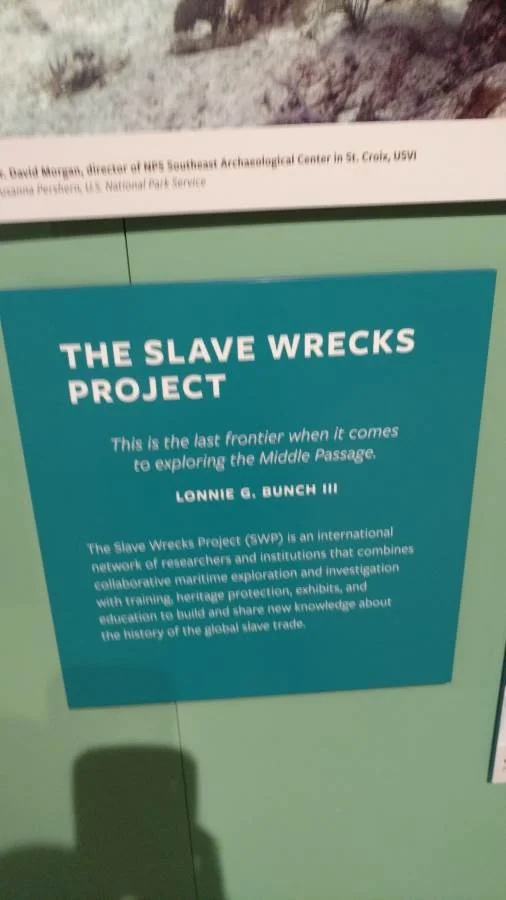 . David Morgan, director of NPS Southeast Archaeological Center in St. Croix, USVI
usanna Pershern, U.S. National Park Service
THE SLAVE WRECKS
PROJECT
This is the last frontier when it comes
to exploring the Middle Passage.
LONNIE G. BUNCH III
The Slave Wrecks Project (SWP) is an international
network of researchers and institutions that combines
collaborative maritime exploration and investigation
with training, heritage protection, exhibits, and
education to build and share new knowledge about
the history of the global slave trade.